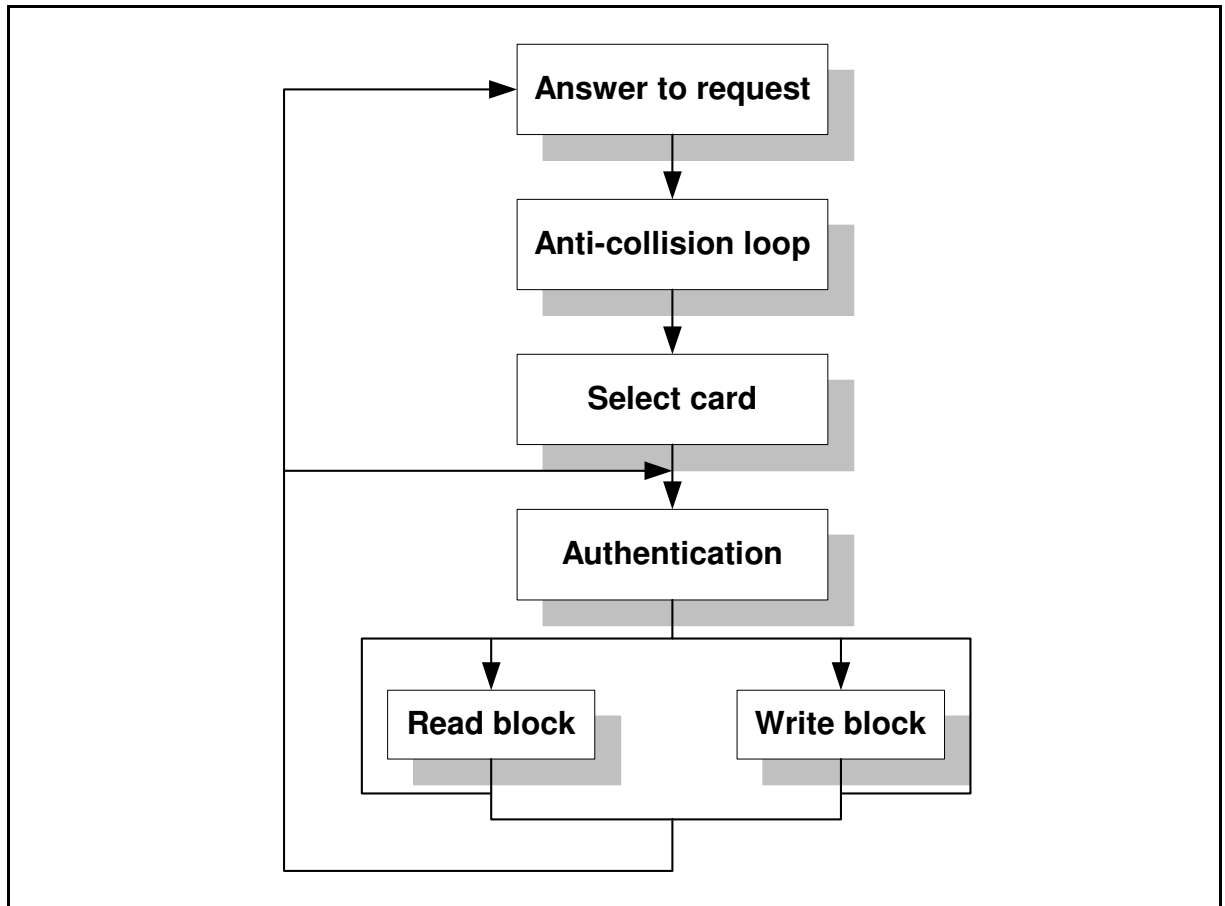 Answer to request
Anti-collision loop
Select card
Authentication
Read block
Write block